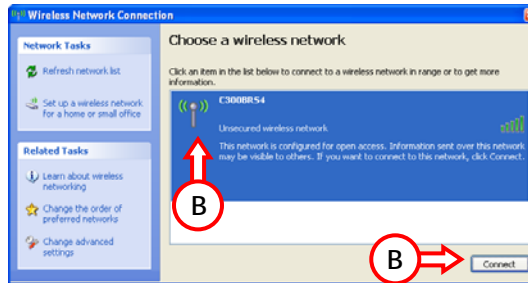 Wireless Network Connection
Network Tasks
Refresh network list
Set up a wireless network
for a home or small office
Related Tasks
Learn about wireless
networking
Change the order of
preferred networks
Change advanced
settings
Choose a wireless network
Click an item in the list below to connect to a wireless network in range or to get more
information.
C300BRS4
Unsecured wireless network
This network is configured for open access. Information sent over this network
may be visible to others. If you want to connect to this network, click Connect.
B
B
Connect